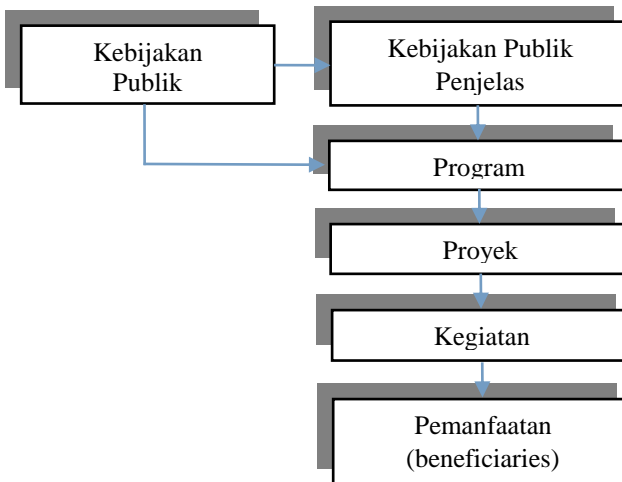 Kebijakan
Publik
Kebijakan Publik
Penjelas
Program
Proyek
Kegiatan
Pemanfaatan
(beneficiaries)